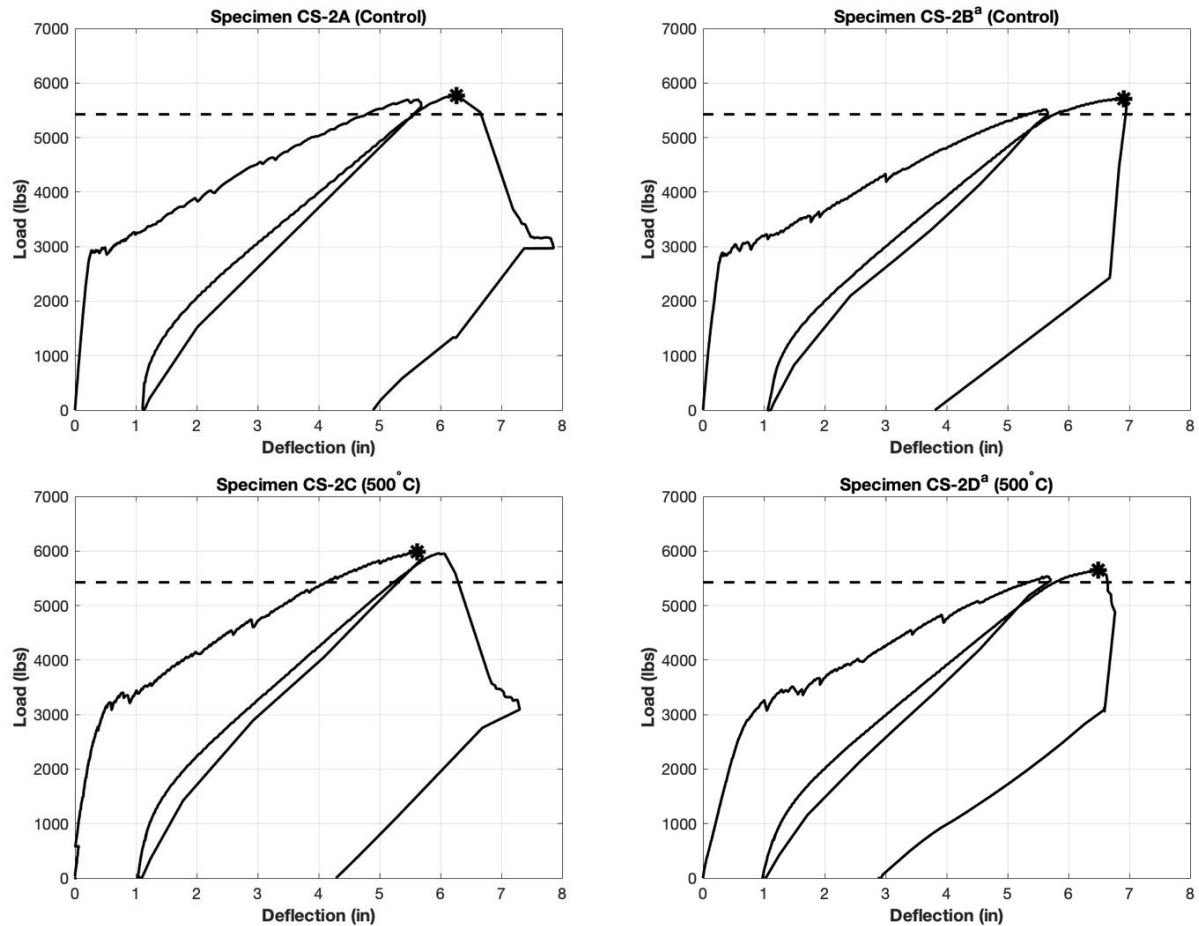 Specimen CS-2A (Control)
7000
6000
5000
4000
3000
2000
1000
0
Load (lbs)
0 1 2 3 4 5 6 7 8
Deflection (in)
Specimen CS-2Bᵃ (Control)
7000
6000
5000
4000
3000
2000
1000
0
Load (lbs)
0 1 2 3 4 5 6 7 8
Deflection (in)
Specimen CS-2C (500°C)
7000
6000
5000
4000
3000
2000
1000
0
Load (lbs)
0 1 2 3 4 5 6 7 8
Deflection (in)
Specimen CS-2Dᵃ (500°C)
7000
6000
5000
4000
3000
2000
1000
0
Load (lbs)
0 1 2 3 4 5 6 7 8
Deflection (in)